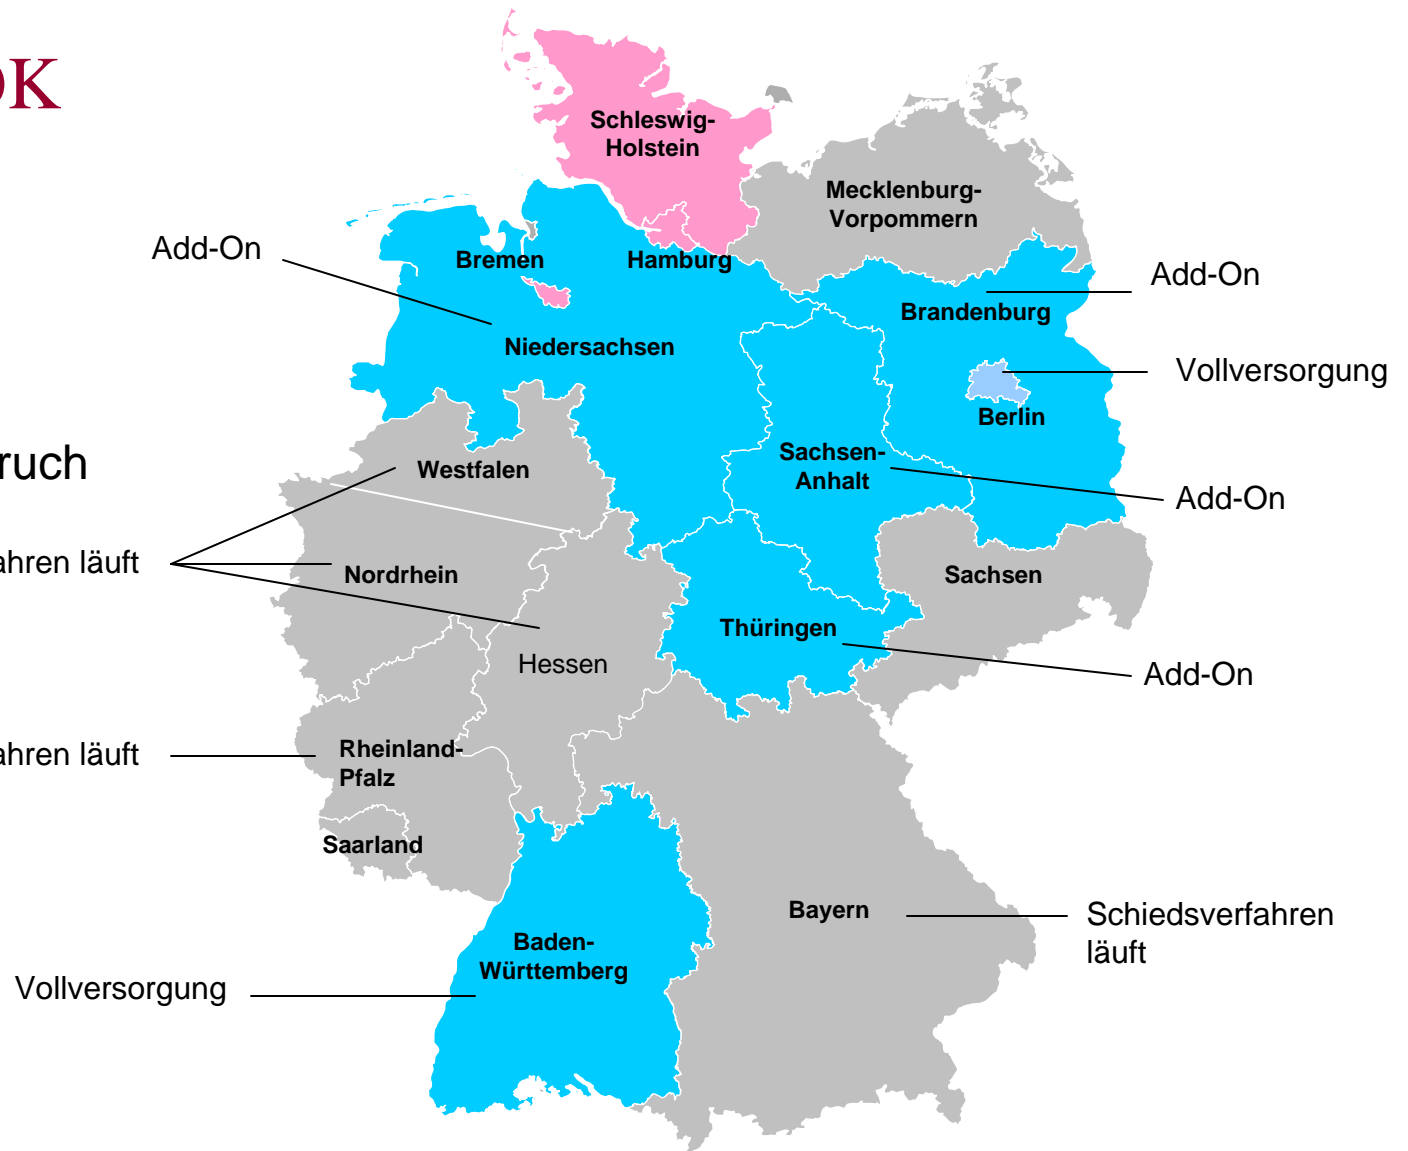 OK
Schleswig-
Holstein
Mecklenburg-
Vorpommern
Add-On
Bremen
Hamburg
Add-On
Brandenburg
Niedersachsen
Vollversorgung
Berlin
ruch
Westfalen
Sachsen-
Anhalt
Add-On
ahren läuft
Nordrhein
Sachsen
Thüringen
Hessen
Add-On
ahren läuft
Rheinland-
Pfalz
Saarland
Bayern
Schiedsverfahren
läuft
Baden-
Württemberg
Vollversorgung